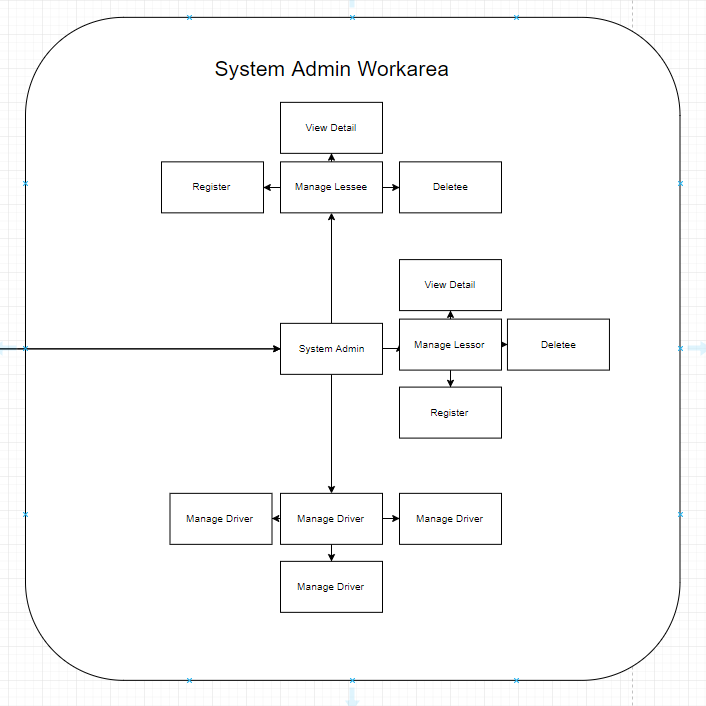 System Admin Workarea
View Detail
Register
Manage Lessee
Deletee
View Detail
System Admin
Manage Lessor
Deletee
Register
Manage Driver
Manage Driver
Manage Driver
Manage Driver